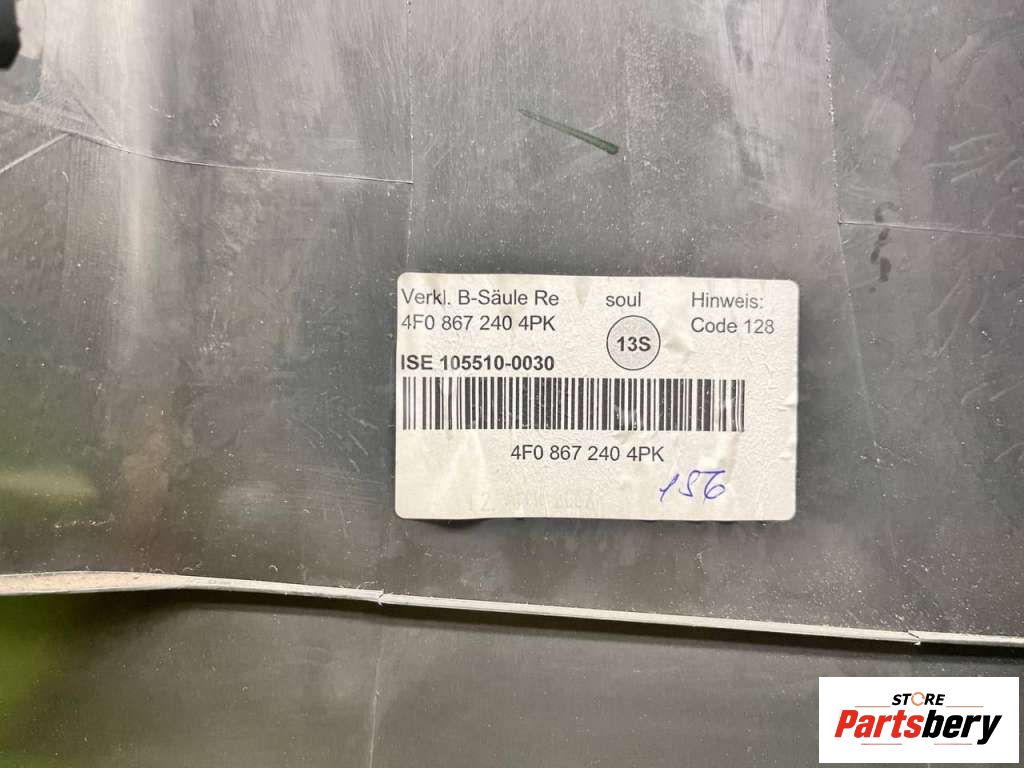 Verkl. B-Säule Re
4F0 867 240 4PK
soul
13S
Hinweis:
Code 128
ISE 105510-0030
4F0 867 240 4PK
156
STORE
Partsbery